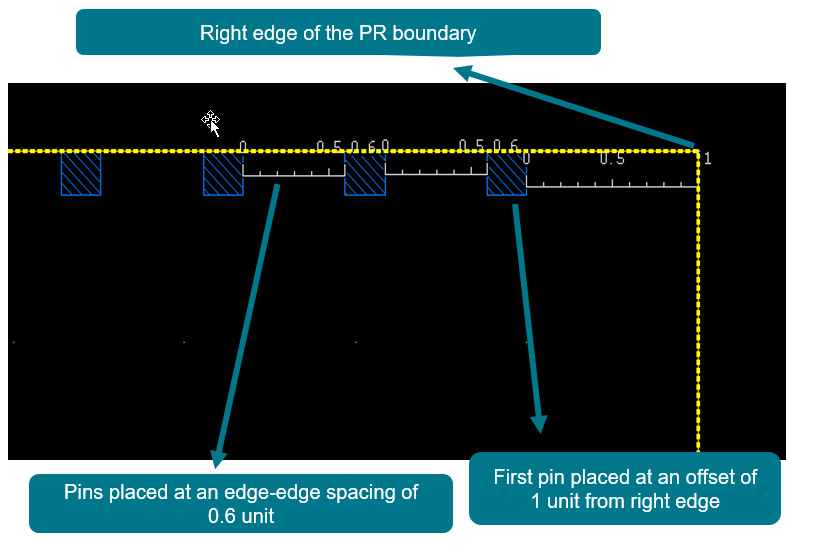 Right edge of the PR boundary
0 0.5 0.6 0 0.5 0.6
0 0.5 1
Pins placed at an edge-edge spacing of
0.6 unit
First pin placed at an offset of
1 unit from right edge